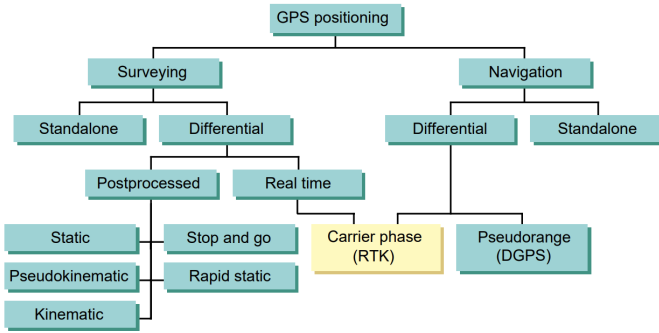 GPS positioning
Surveying
Navigation
Standalone
Differential
Differential
Standalone
Postprocessed
Real time
Static
Stop and go
Carrier phase
(RTK)
Pseudorange
(DGPS)
Pseudokinematic
Rapid static
Kinematic